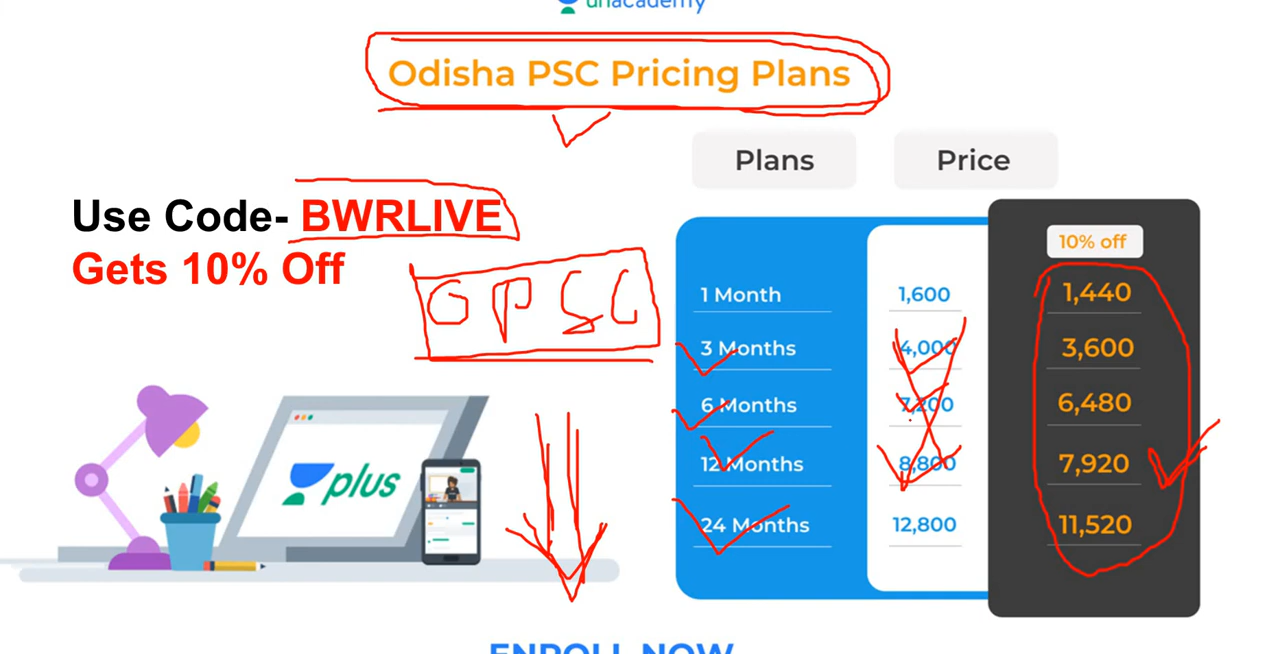 unacademy
Odisha PSC Pricing Plans
Plans Price
Use Code- BWRLIVE
Gets 10% Off
10% off
OPSC
1 Month 1,600 1,440
3 Months 4,000 3,600
6 Months 7,200 6,480
12 Months 8,800 7,920
24 Months 12,800 11,520
plus
ENROLL NOW